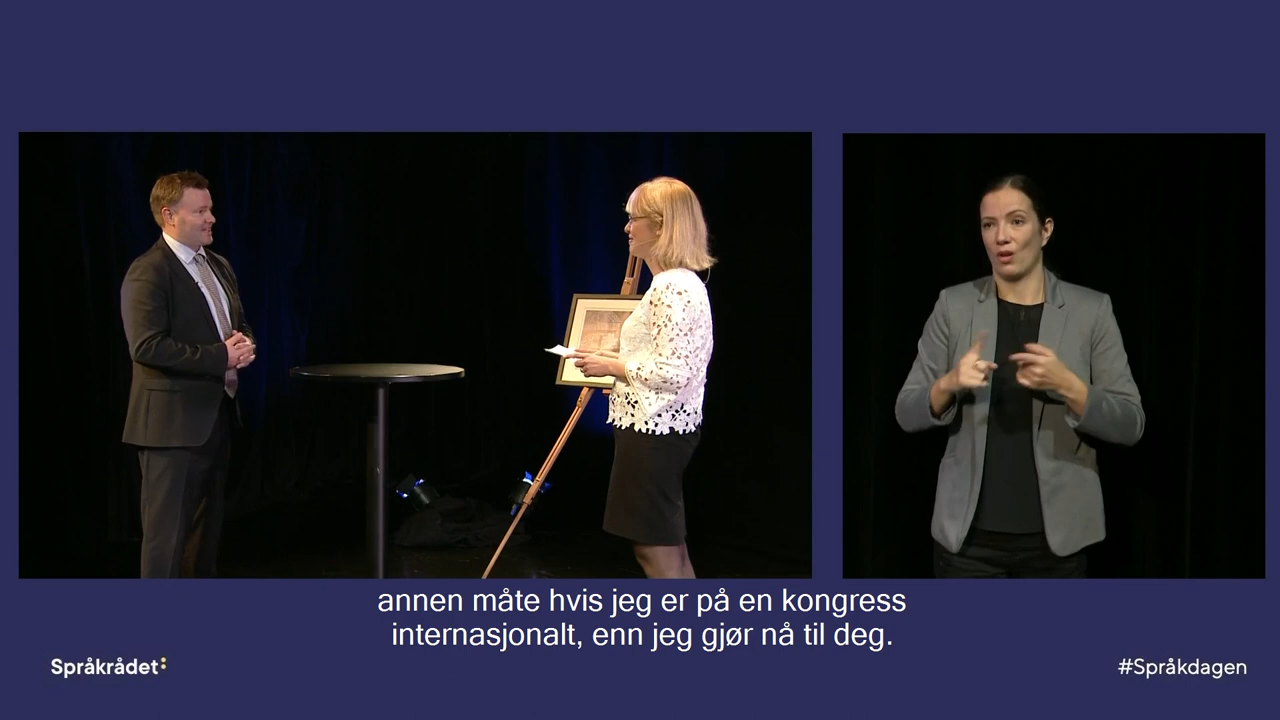 annen måte hvis jeg er på en kongress
internasjonalt, enn jeg gjør nå til deg.
Språkrådet:
#Språkdagen